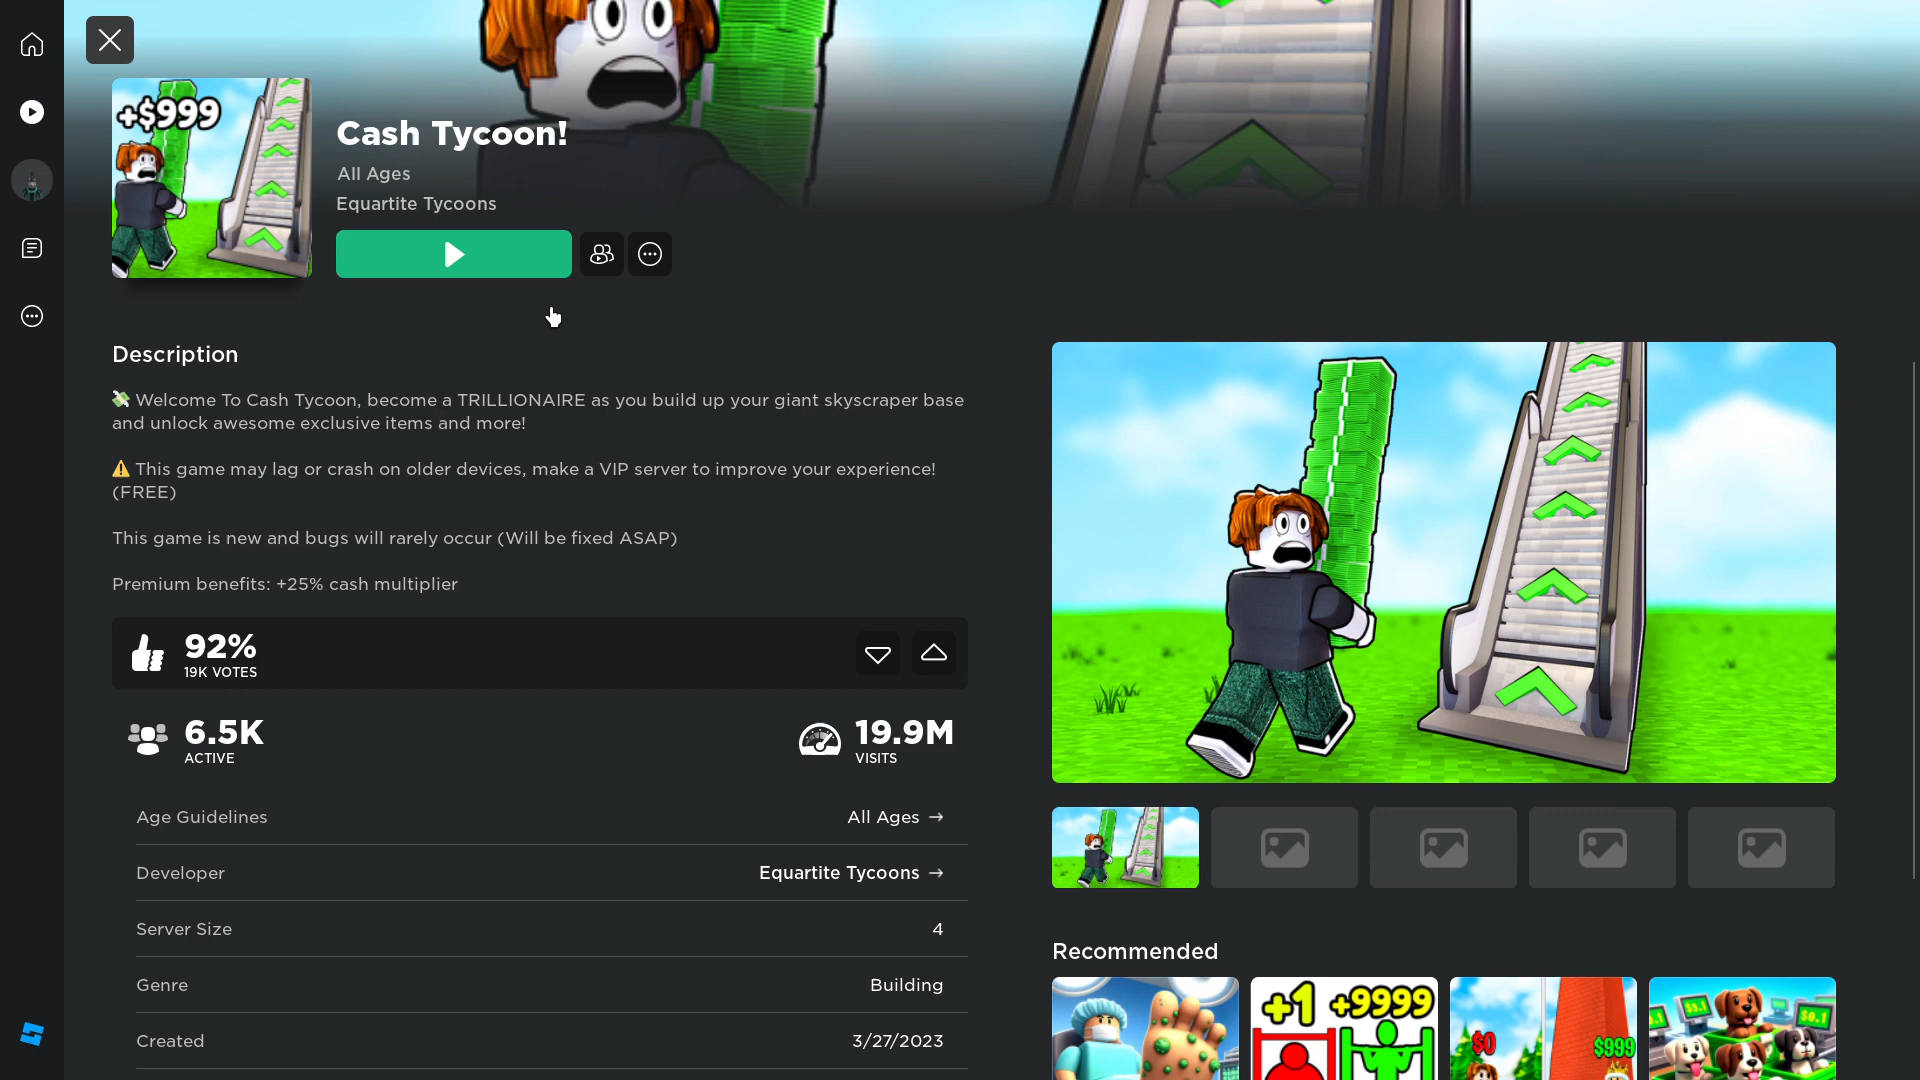 +$999
Cash Tycoon!
All Ages
Equartite Tycoons
Description
💸 Welcome To Cash Tycoon, become a TRILLIONAIRE as you build up your giant skyscraper base
and unlock awesome exclusive items and more!
⚠️ This game may lag or crash on older devices, make a VIP server to improve your experience!
(FREE)
This game is new and bugs will rarely occur (Will be fixed ASAP)
Premium benefits: +25% cash multiplier
92%
19K VOTES
6.5K
ACTIVE
19.9M
VISITS
Age Guidelines
All Ages →
Developer
Equartite Tycoons →
Server Size
4
Genre
Building
Created
3/27/2023
Recommended
+1 +9999
$0
$999
$0.1